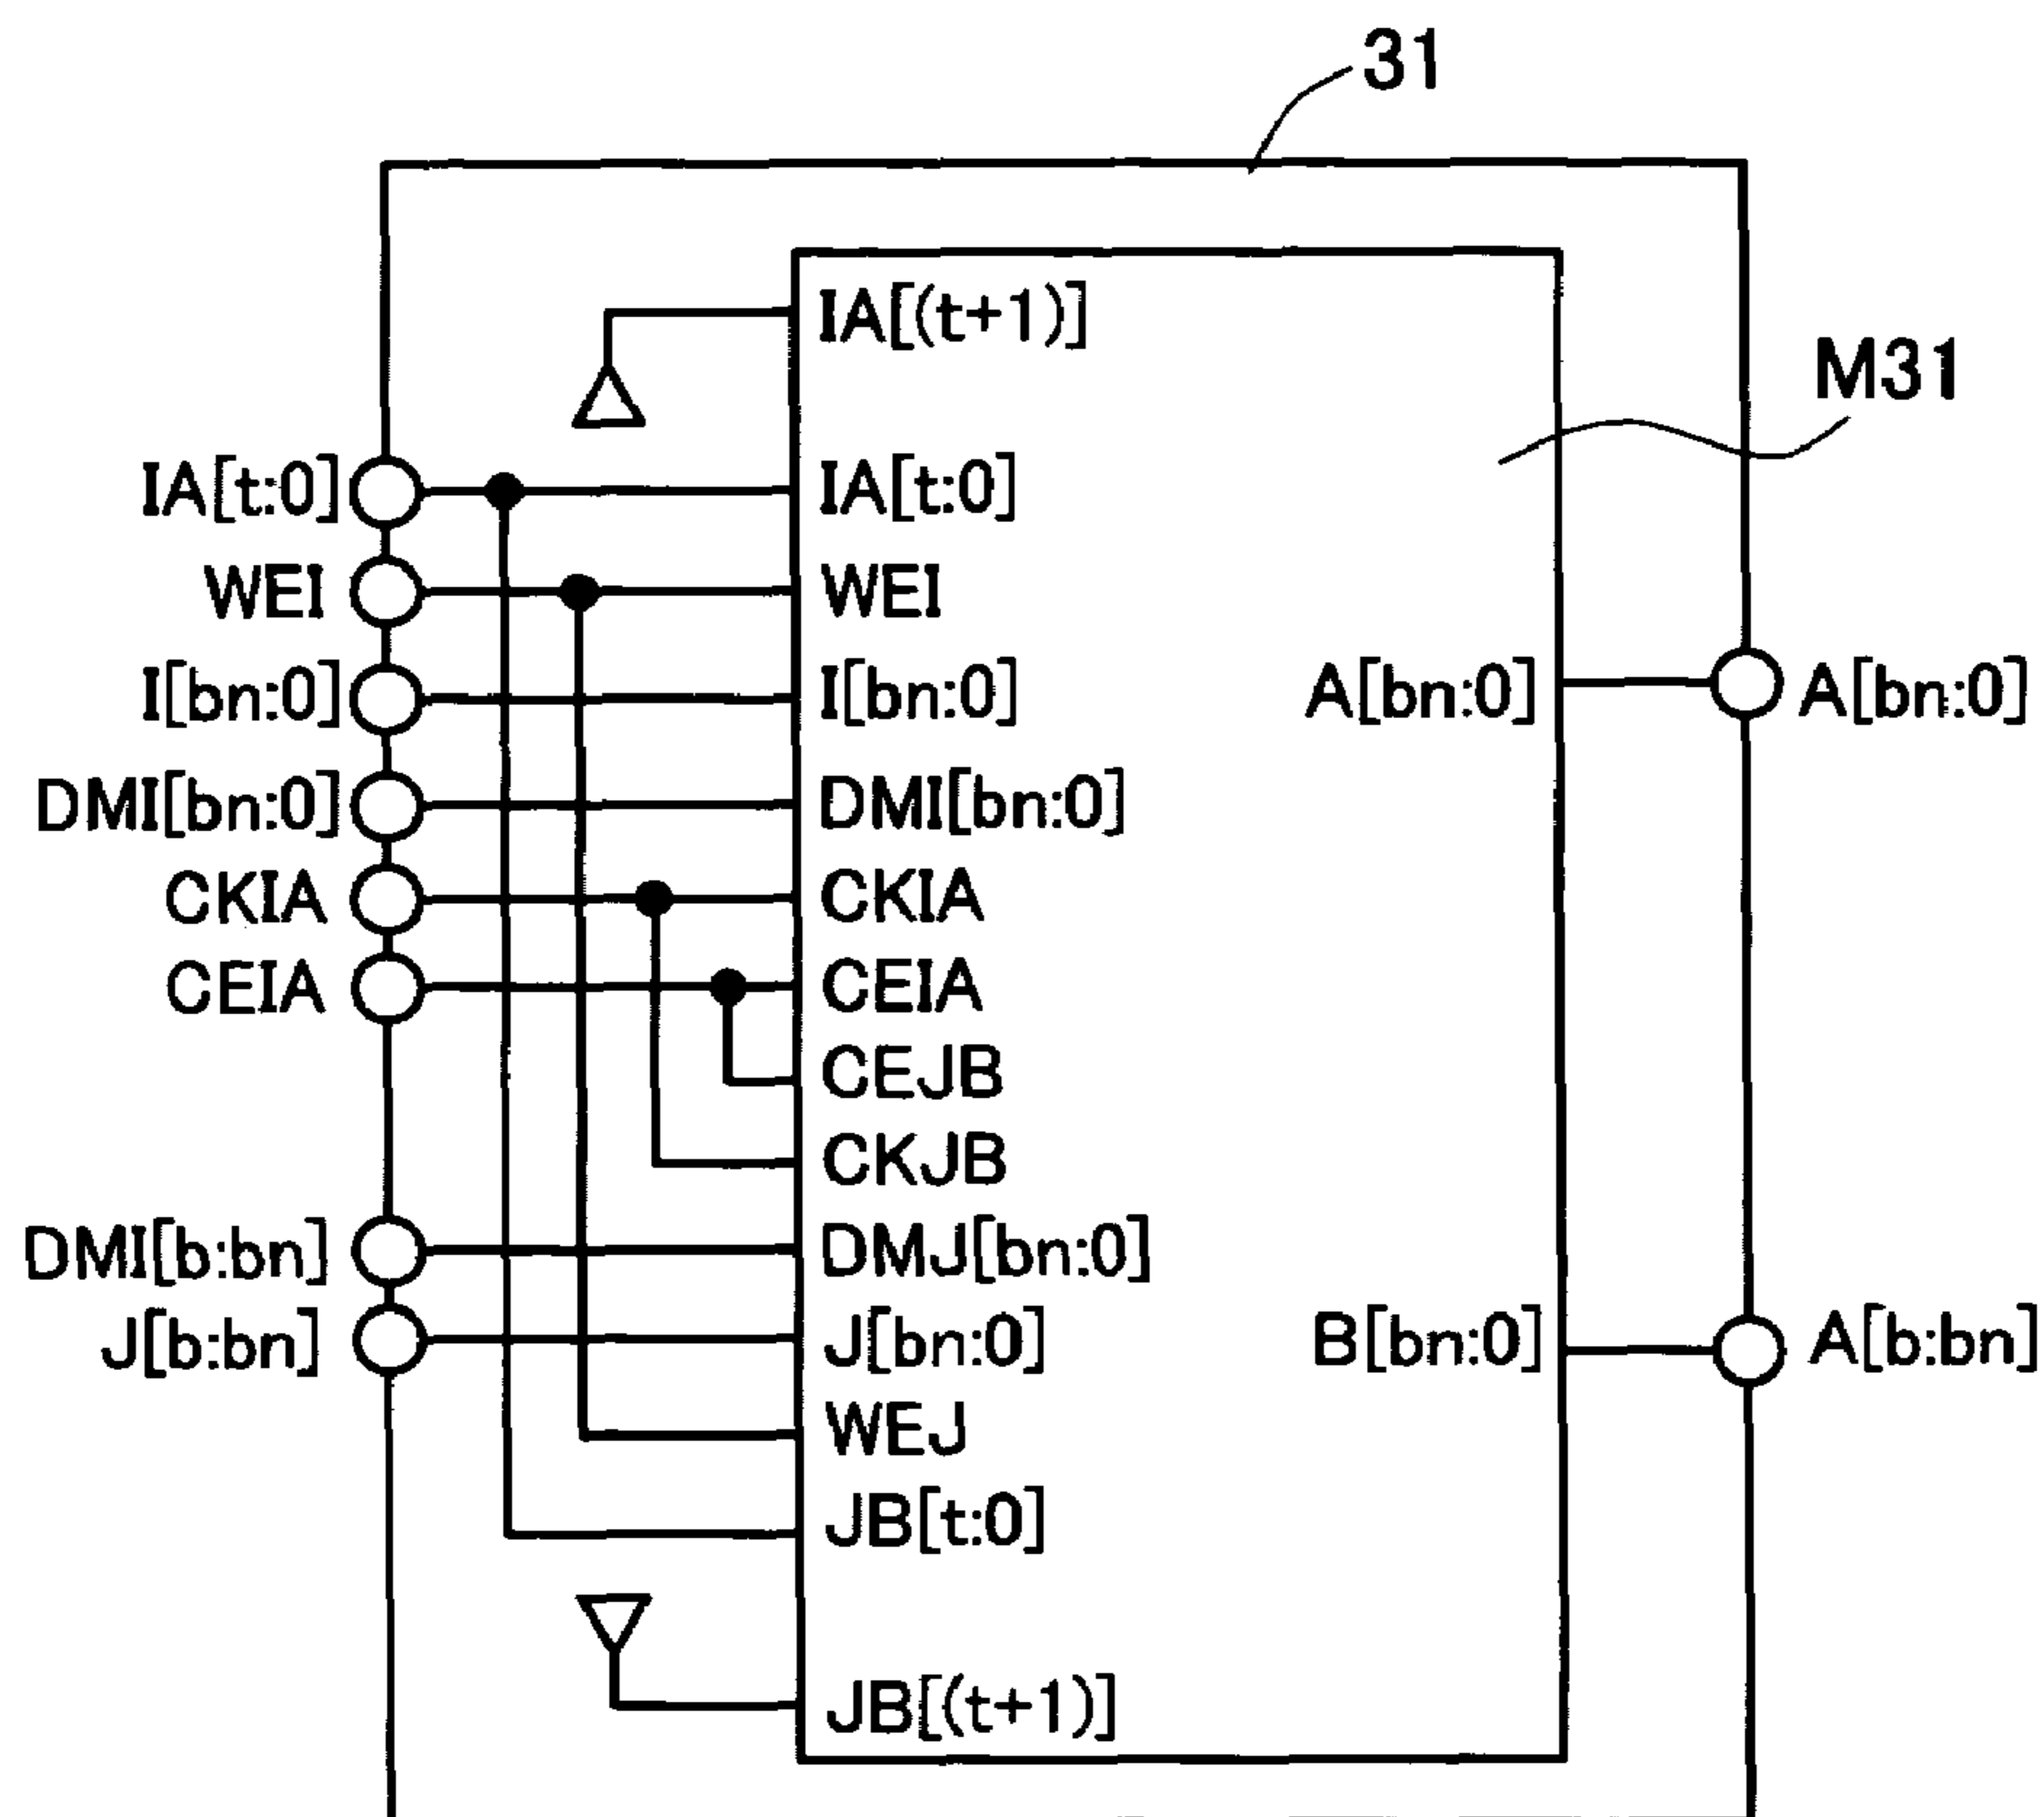 31
IA[(t+1)]
M31
IA[t:0] IA[t:0]
WEI WEI
I[bn:0] I[bn:0] A[bn:0] A[bn:0]
DMI[bn:0] DMI[bn:0]
CKIA CKIA
CEIA CEIA
CEJB
CKJB
DMI[b:bn] DMJ[bn:0]
J[b:bn] J[bn:0] B[bn:0] A[b:bn]
WEJ
JB[t:0]
JB[(t+1)]